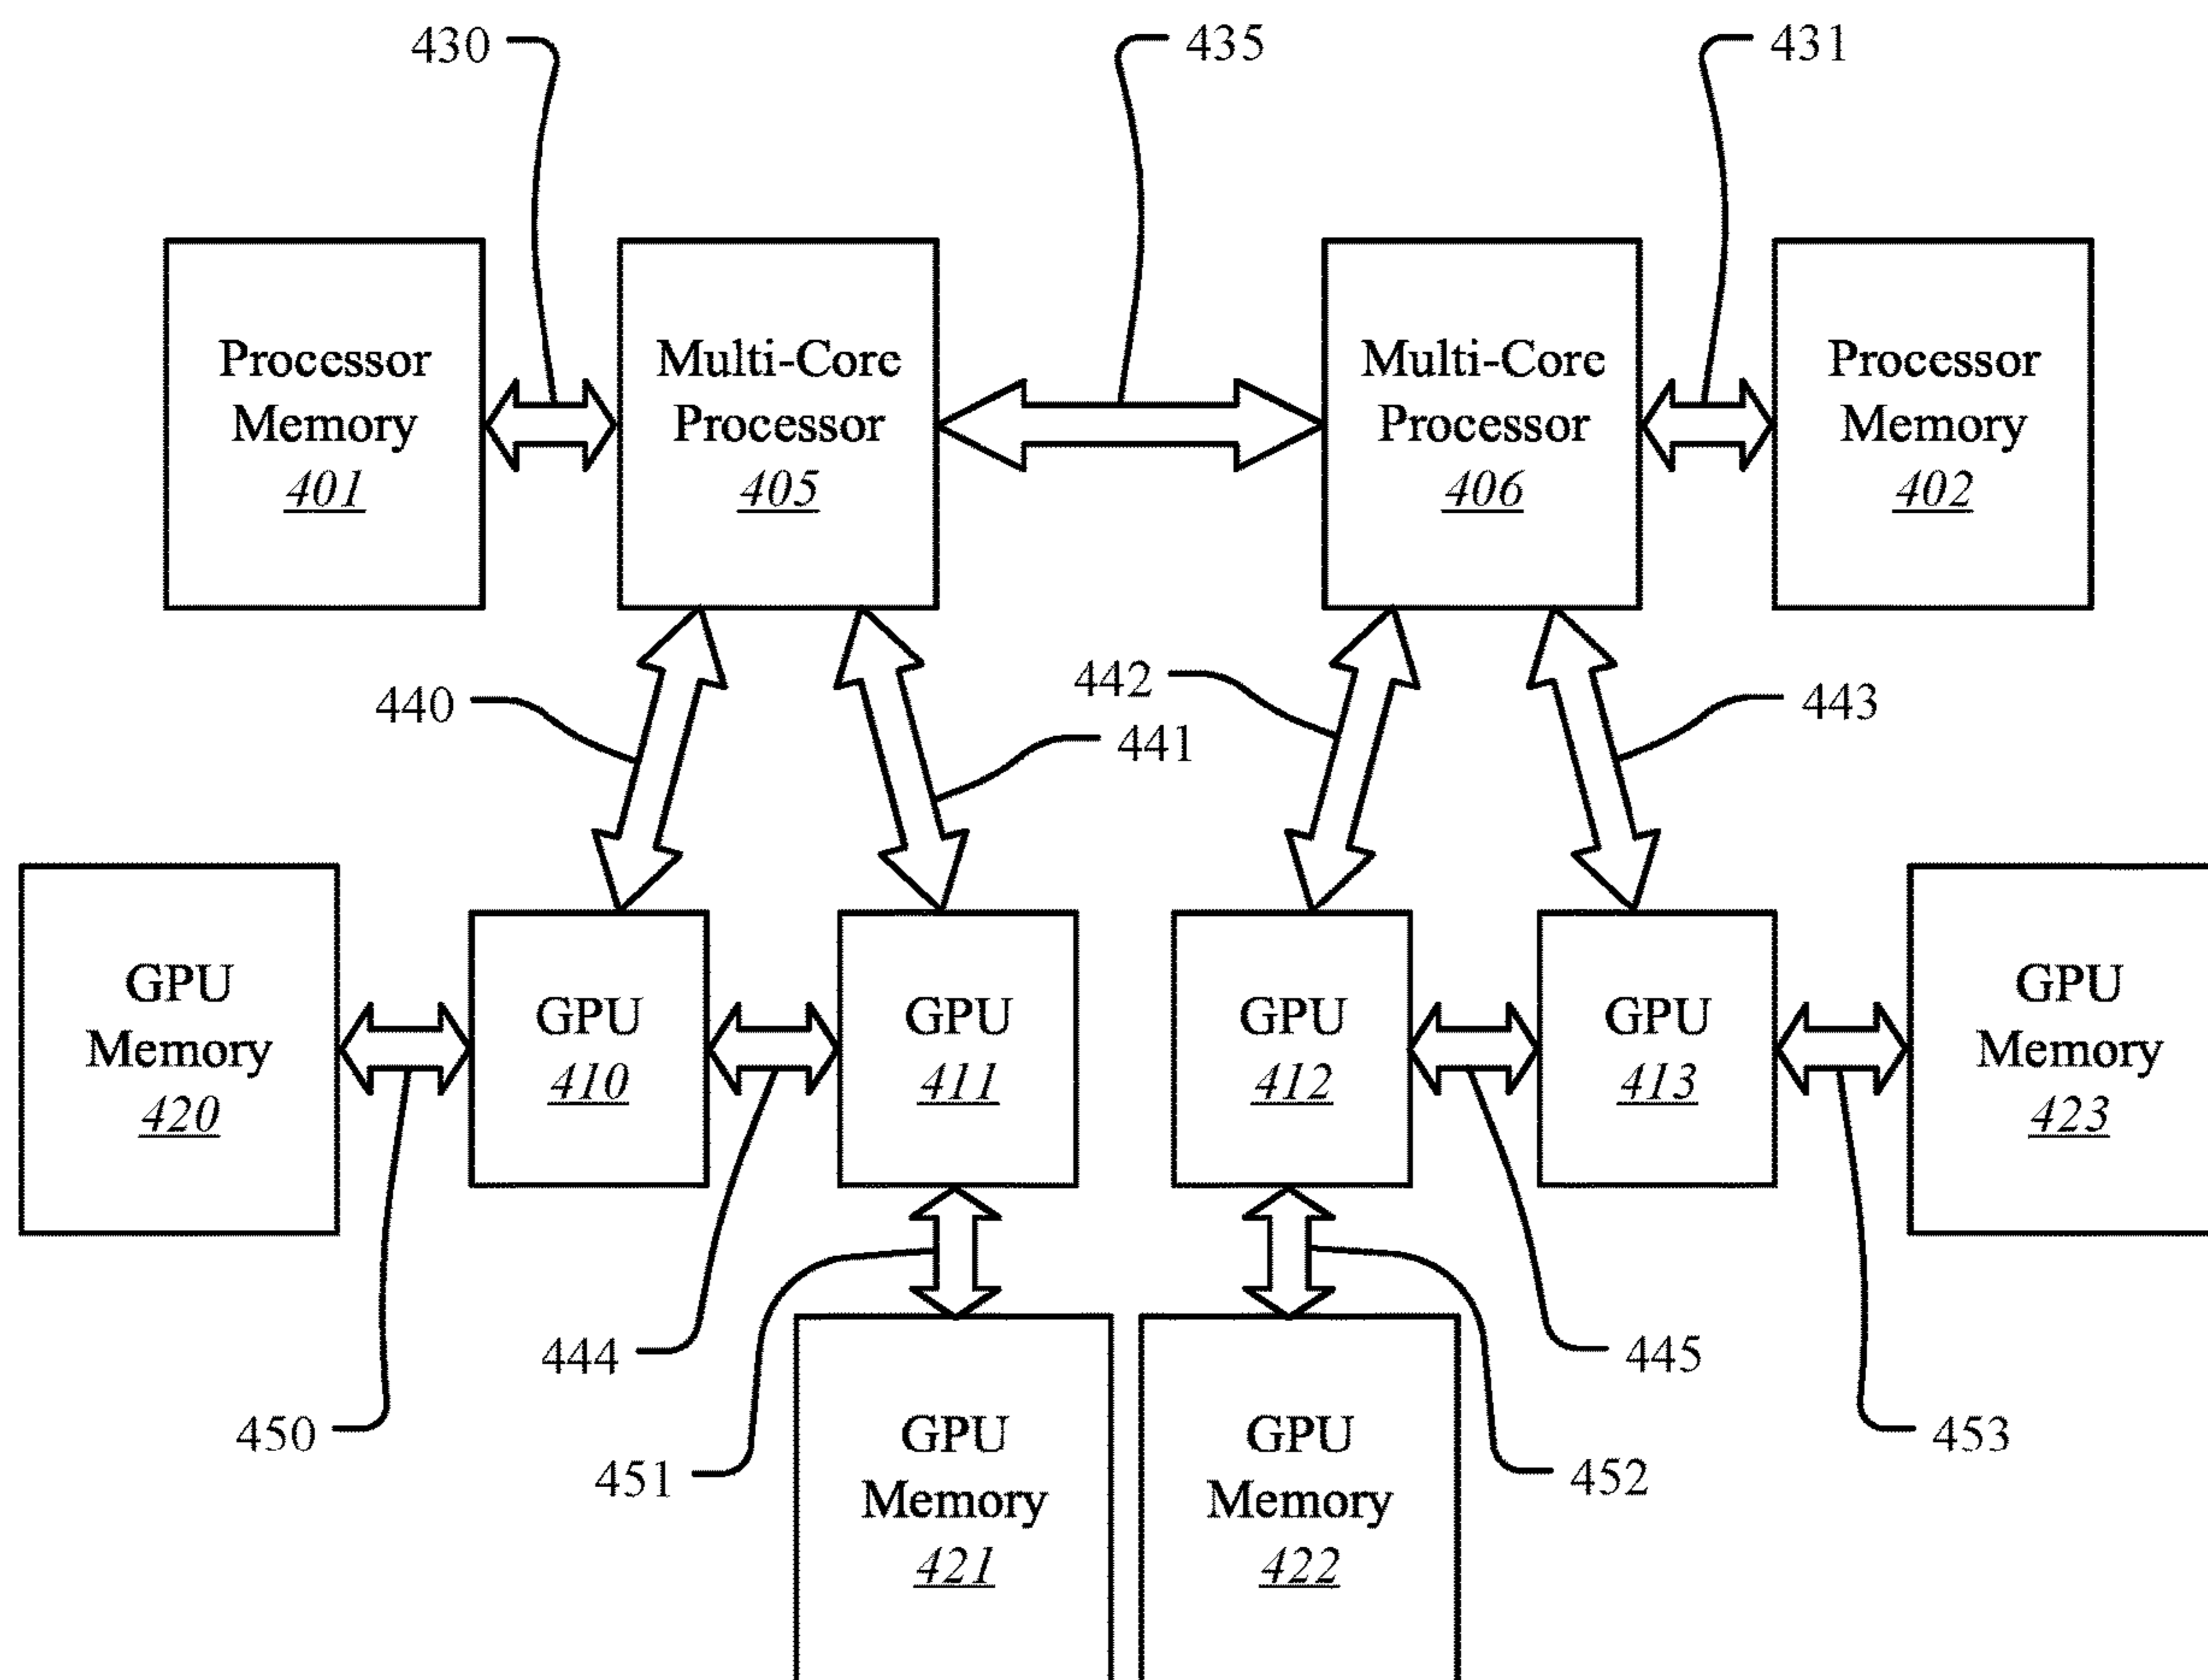 430
435
431
Processor
Memory
401
Multi-Core
Processor
405
Multi-Core
Processor
406
Processor
Memory
402
440
441
442
443
GPU
Memory
420
GPU
410
GPU
411
GPU
412
GPU
413
GPU
Memory
423
444
445
450
451
452
453
GPU
Memory
421
GPU
Memory
422